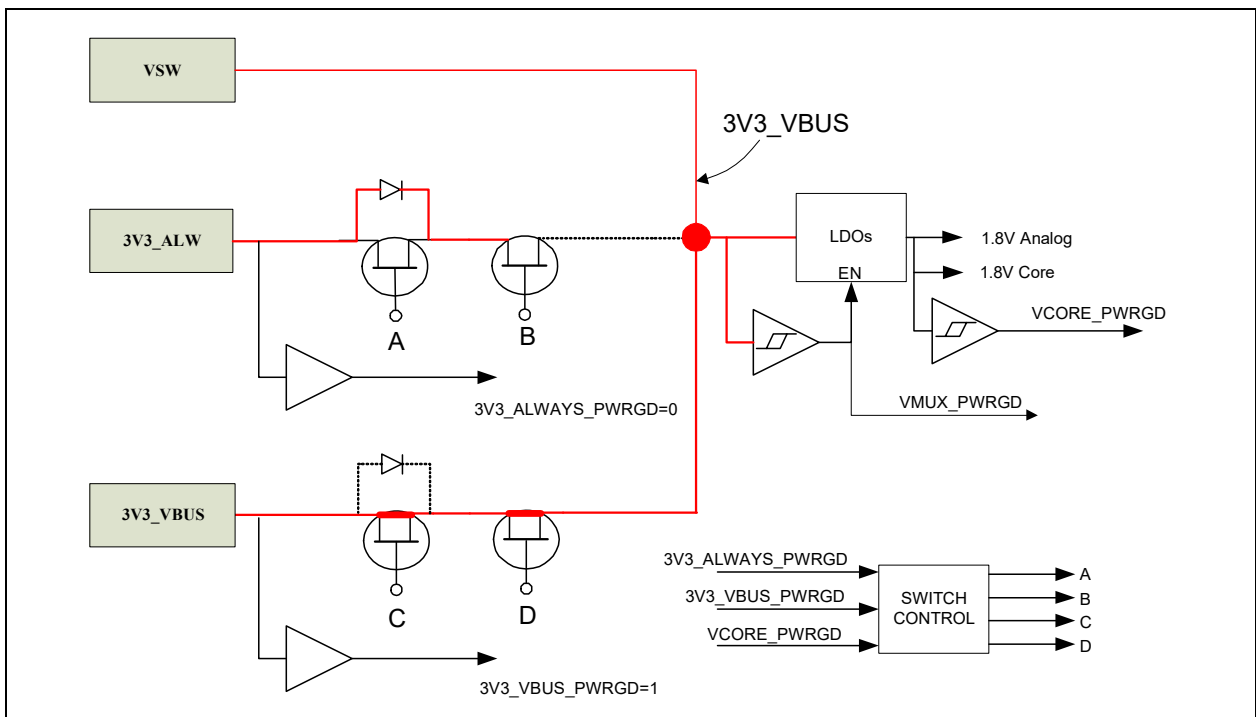 VSW
3V3_VBUS
3V3_ALW
LDOs
EN
1.8V Analog
1.8V Core
A
B
VCORE_PWRGD
3V3_ALWAYS_PWRGD=0
VMUX_PWRGD
3V3_VBUS
C
D
3V3_VBUS_PWRGD=1
3V3_ALWAYS_PWRGD
3V3_VBUS_PWRGD
VCORE_PWRGD
SWITCH
CONTROL
A
B
C
D